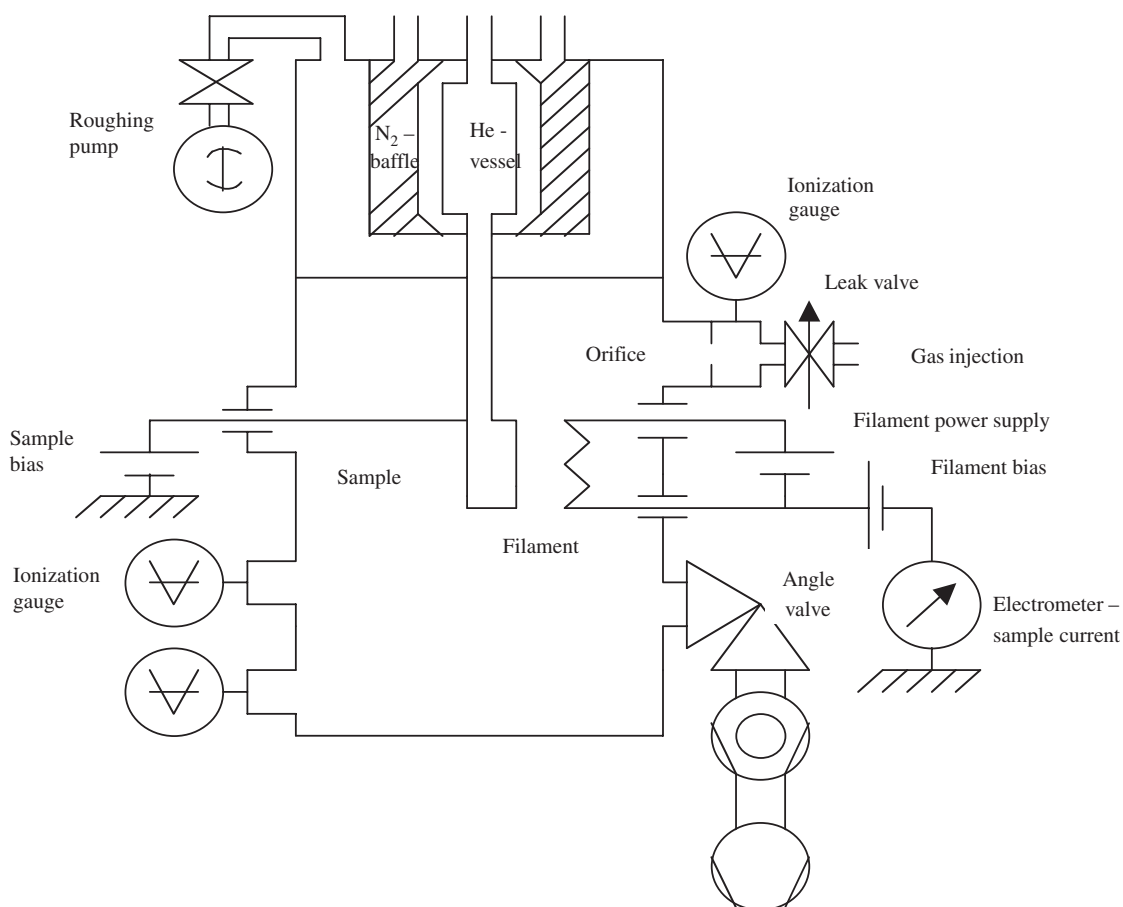 Roughing
pump
N2 –
baffle
He -
vessel
Ionization
gauge
Leak valve
Orifice
Gas injection
Filament power supply
Sample
bias
Filament bias
Sample
Filament
Ionization
gauge
Angle
valve
Electrometer –
sample current